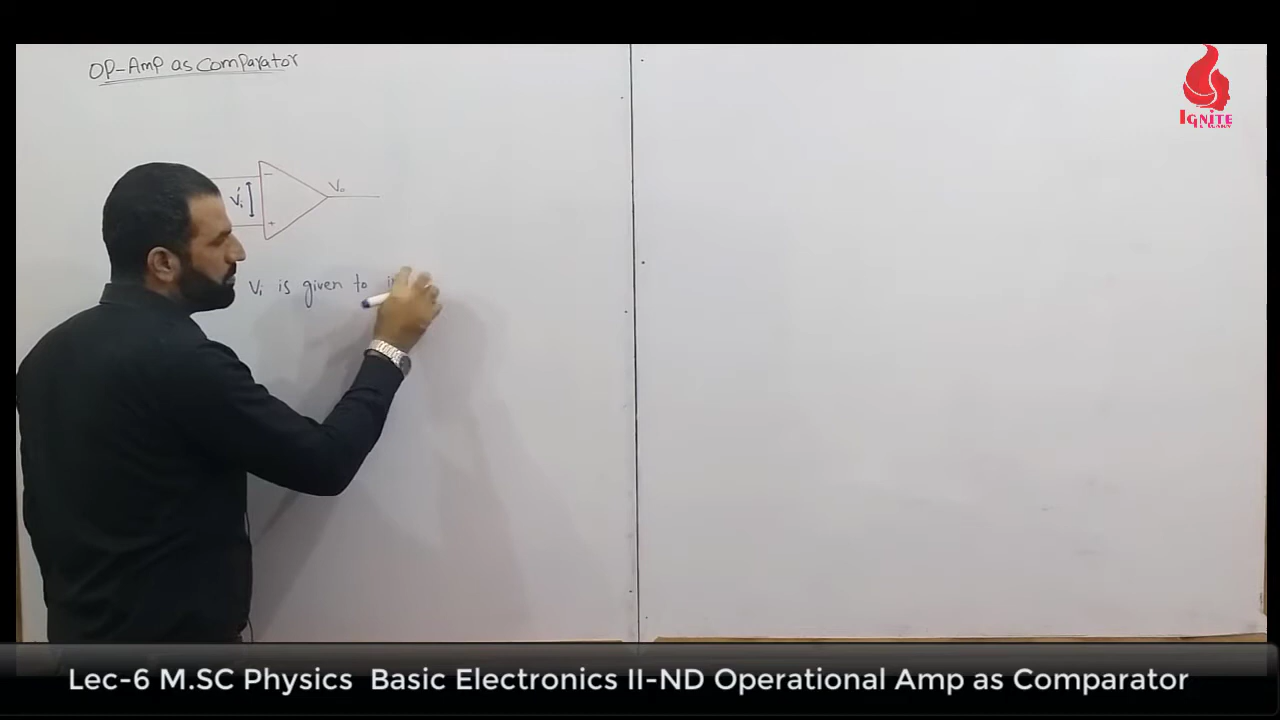 OP-Amp as Comparator
IGNITE
−
Vi
Vo
+
Vi is given to
Lec-6 M.SC Physics Basic Electronics II-ND Operational Amp as Comparator